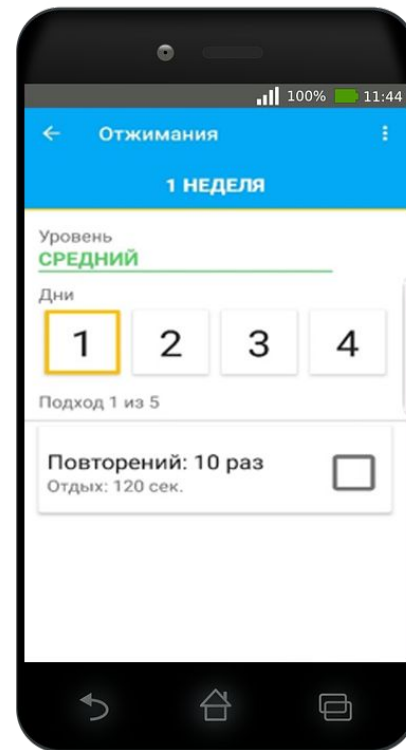 100% 11:44
Отжимания
1 НЕДЕЛЯ
Уровень
СРЕДНИЙ
Дни
1 2 3 4
Подход 1 из 5
Повторений: 10 раз
Отдых: 120 сек.